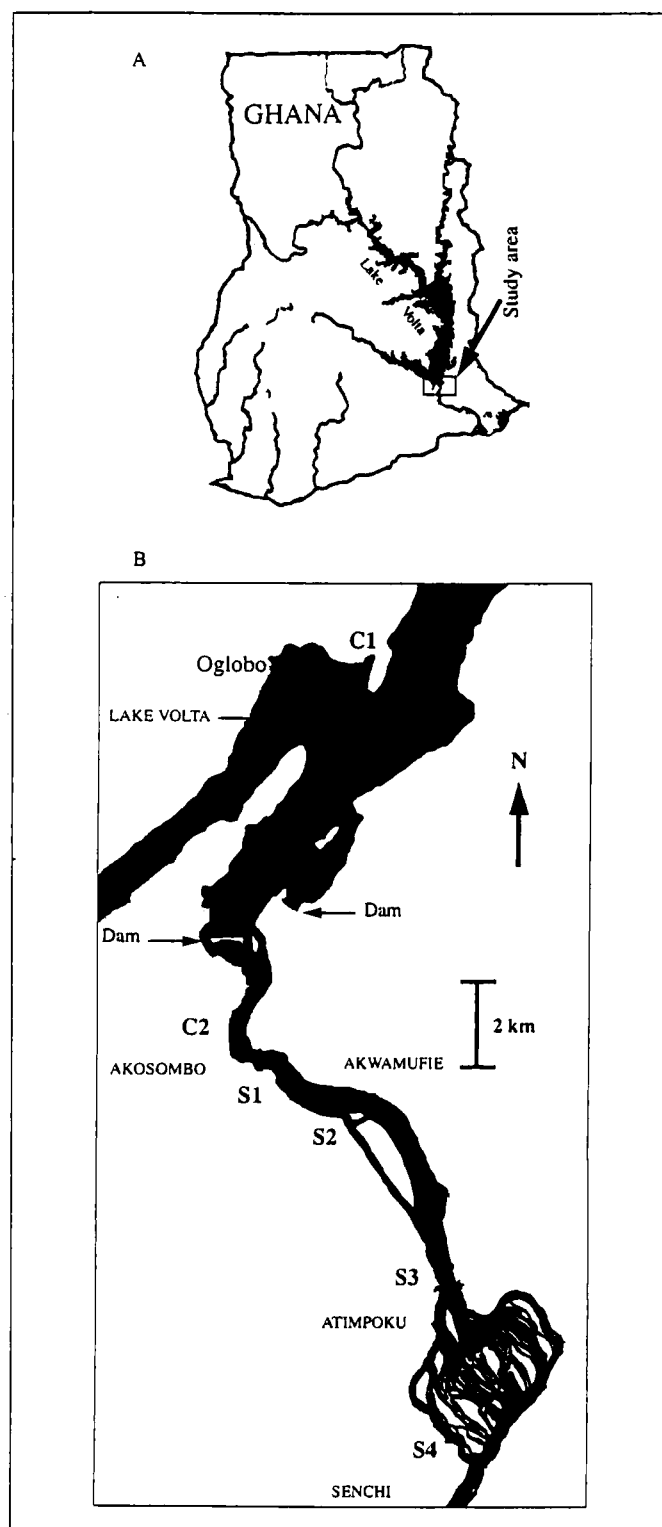 A
GHANA
Lake
Volta
Study area
B
C1
Oglobo
LAKE VOLTA
N
Dam
Dam
C2
2 km
AKOSOMBO
AKWAMUFIE
S1
S2
S3
ATIMPOKU
S4
SENCHI